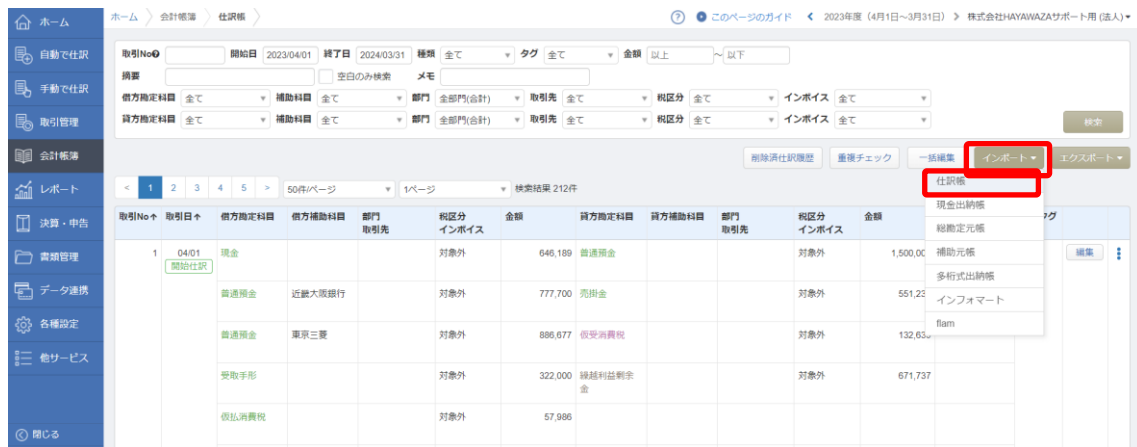 ホーム
自動で仕訳
手動で仕訳
取引管理
会計帳簿
レポート
決算・申告
書類管理
データ連携
各種設定
他サービス
閉じる
ホーム 会計帳簿 仕訳帳
このページのガイド 2023年度（4月1日～3月31日） 株式会社HAYAWAZAサポート用 (法人)
取引No 開始日 2023/04/01 終了日 2024/03/31 種類 全て タグ 全て 金額 以上 ～以下
摘要 空白のみ検索 メモ
借方勘定科目 全て 補助科目 全て 部門 全部門(合計) 取引先 全て 税区分 全て インボイス 全て
貸方勘定科目 全て 補助科目 全て 部門 全部門(合計) 取引先 全て 税区分 全て インボイス 全て
検索
削除済仕訳履歴 重複チェック 一括編集 インポート エクスポート
仕訳帳
現金出納帳
総勘定元帳
補助元帳
多桁式出納帳
インフォマート
flam
< 1 2 3 4 5 > 50件/ページ 1ページ 検索結果 212件
取引No 取引日 借方勘定科目 借方補助科目 部門 取引先 税区分 インボイス 金額 貸方勘定科目 貸方補助科目 部門 取引先 税区分 インボイス 金額 タグ
1 04/01 開始仕訳 現金 対象外 646,189 普通預金 対象外 1,500,00 編集
普通預金 近畿大阪銀行 対象外 777,700 売掛金 対象外 551,23
普通預金 東京三菱 対象外 886,677 仮受消費税 対象外 132,635
受取手形 対象外 322,000 繰越利益剰余金 対象外 671,737
仮払消費税 対象外 57,986